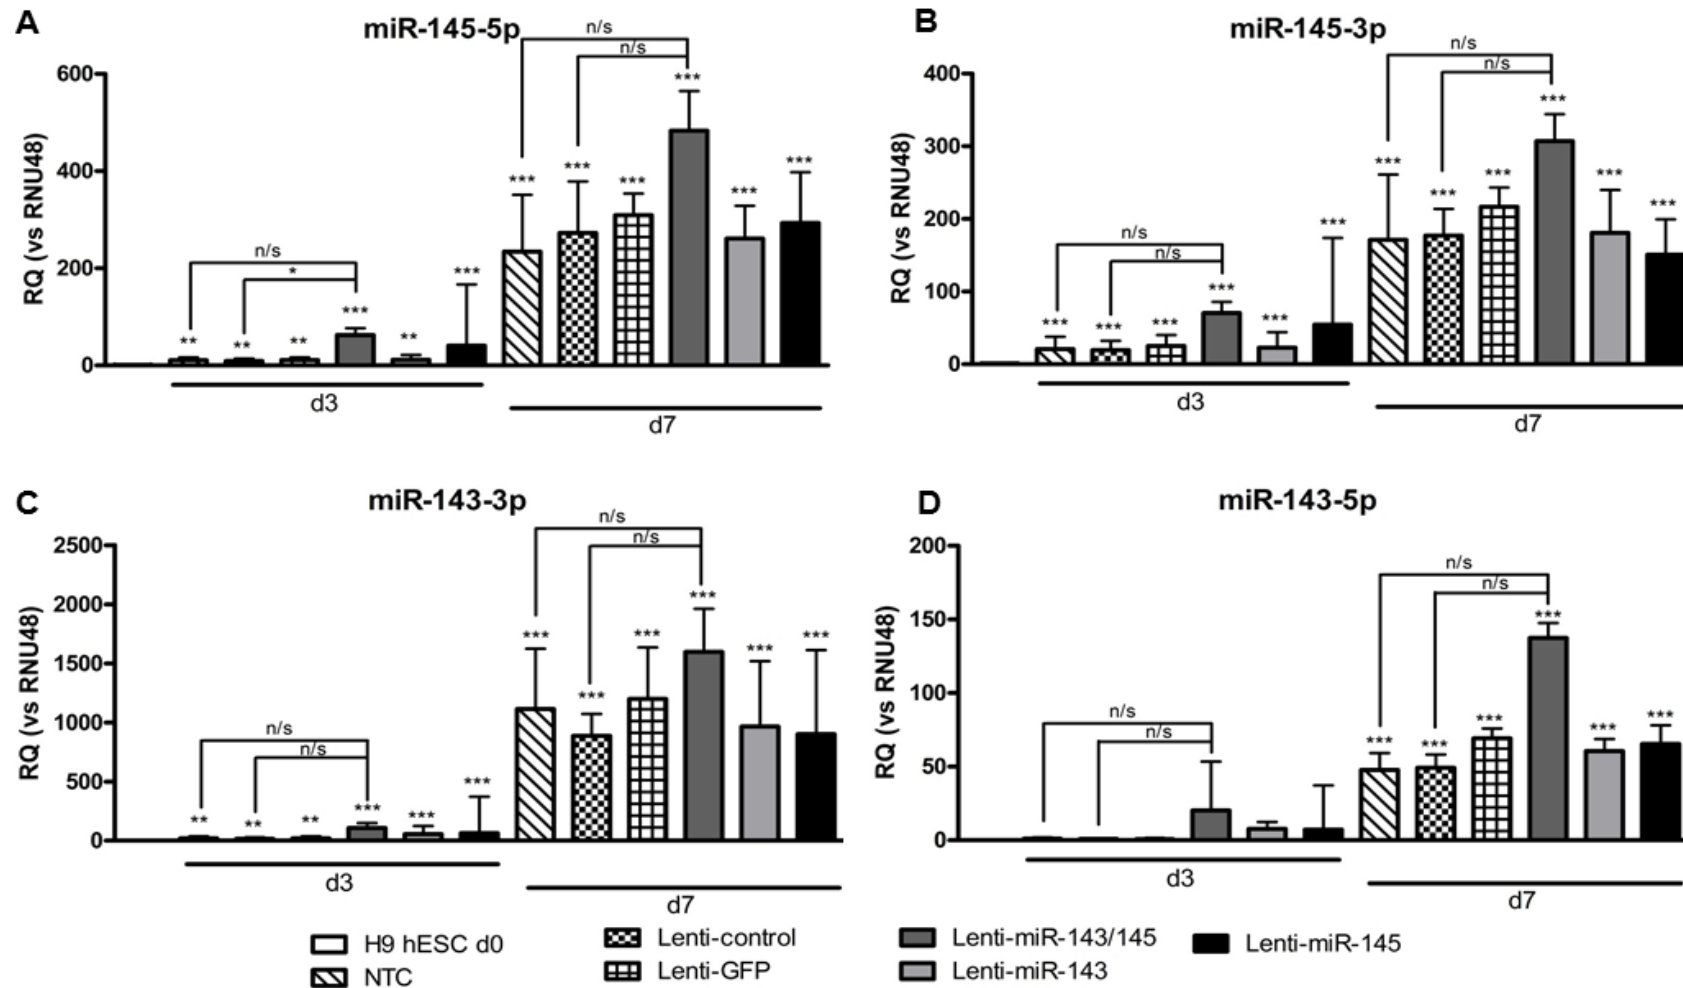 A
miR-145-5p
n/s
n/s
600
400
200
0
RQ (vs RNU48)
n/s
*
**
**
**
***
**
***
***
***
***
***
***
***
d3
d7
B
miR-145-3p
n/s
n/s
400
300
200
100
0
RQ (vs RNU48)
n/s
n/s
***
***
***
***
***
***
***
***
***
***
***
***
d3
d7
C
miR-143-3p
n/s
n/s
2500
2000
1500
1000
500
0
RQ (vs RNU48)
n/s
n/s
**
**
**
***
***
***
***
***
***
***
***
***
d3
d7
D
miR-143-5p
n/s
n/s
200
150
100
50
0
RQ (vs RNU48)
n/s
n/s
***
***
***
***
***
***
d3
d7
H9 hESC d0
NTC
Lenti-control
Lenti-GFP
Lenti-miR-143/145
Lenti-miR-143
Lenti-miR-145